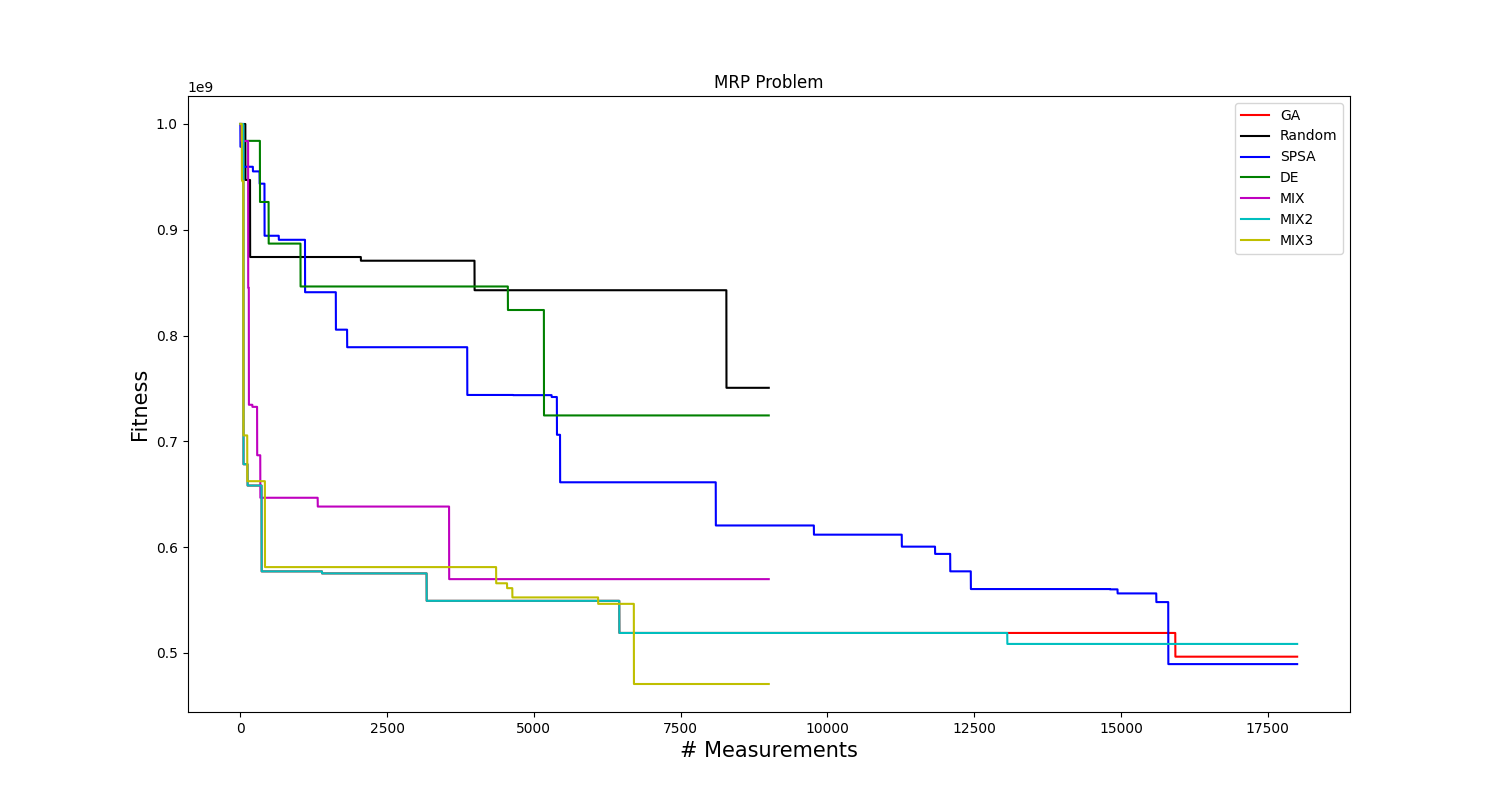 MRP Problem
1e9
1.0
0.9
0.8
0.7
0.6
0.5
Fitness
0
2500
5000
7500
10000
12500
15000
17500
# Measurements
GA
Random
SPSA
DE
MIX
MIX2
MIX3